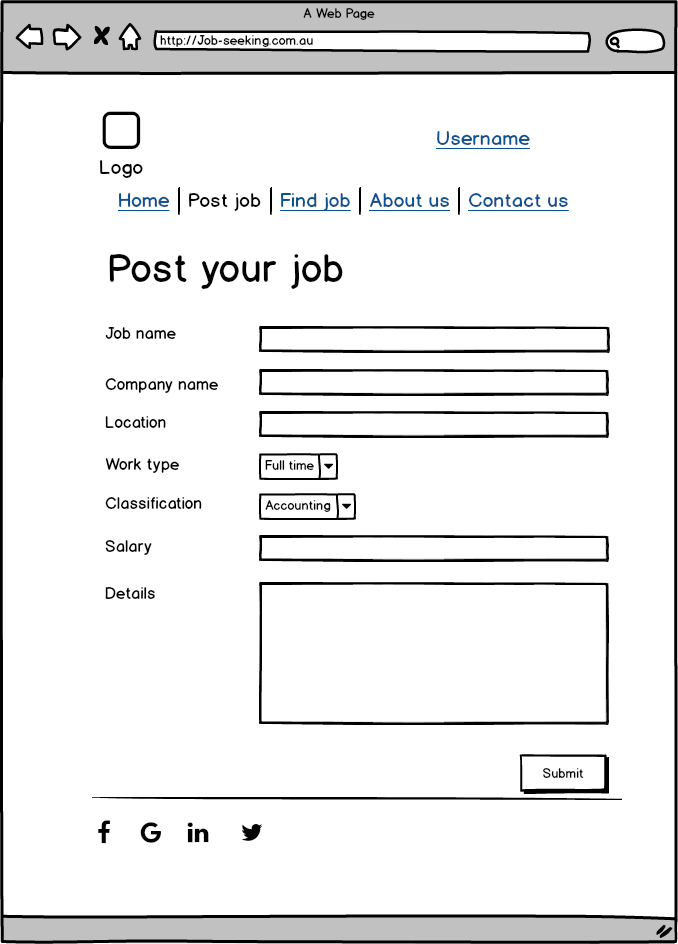 A Web Page
http://Job-seeking.com.au
Username
Logo
Home Post job Find job About us Contact us
Post your job
Job name
Company name
Location
Work type Full time
Classification Accounting
Salary
Details
Submit